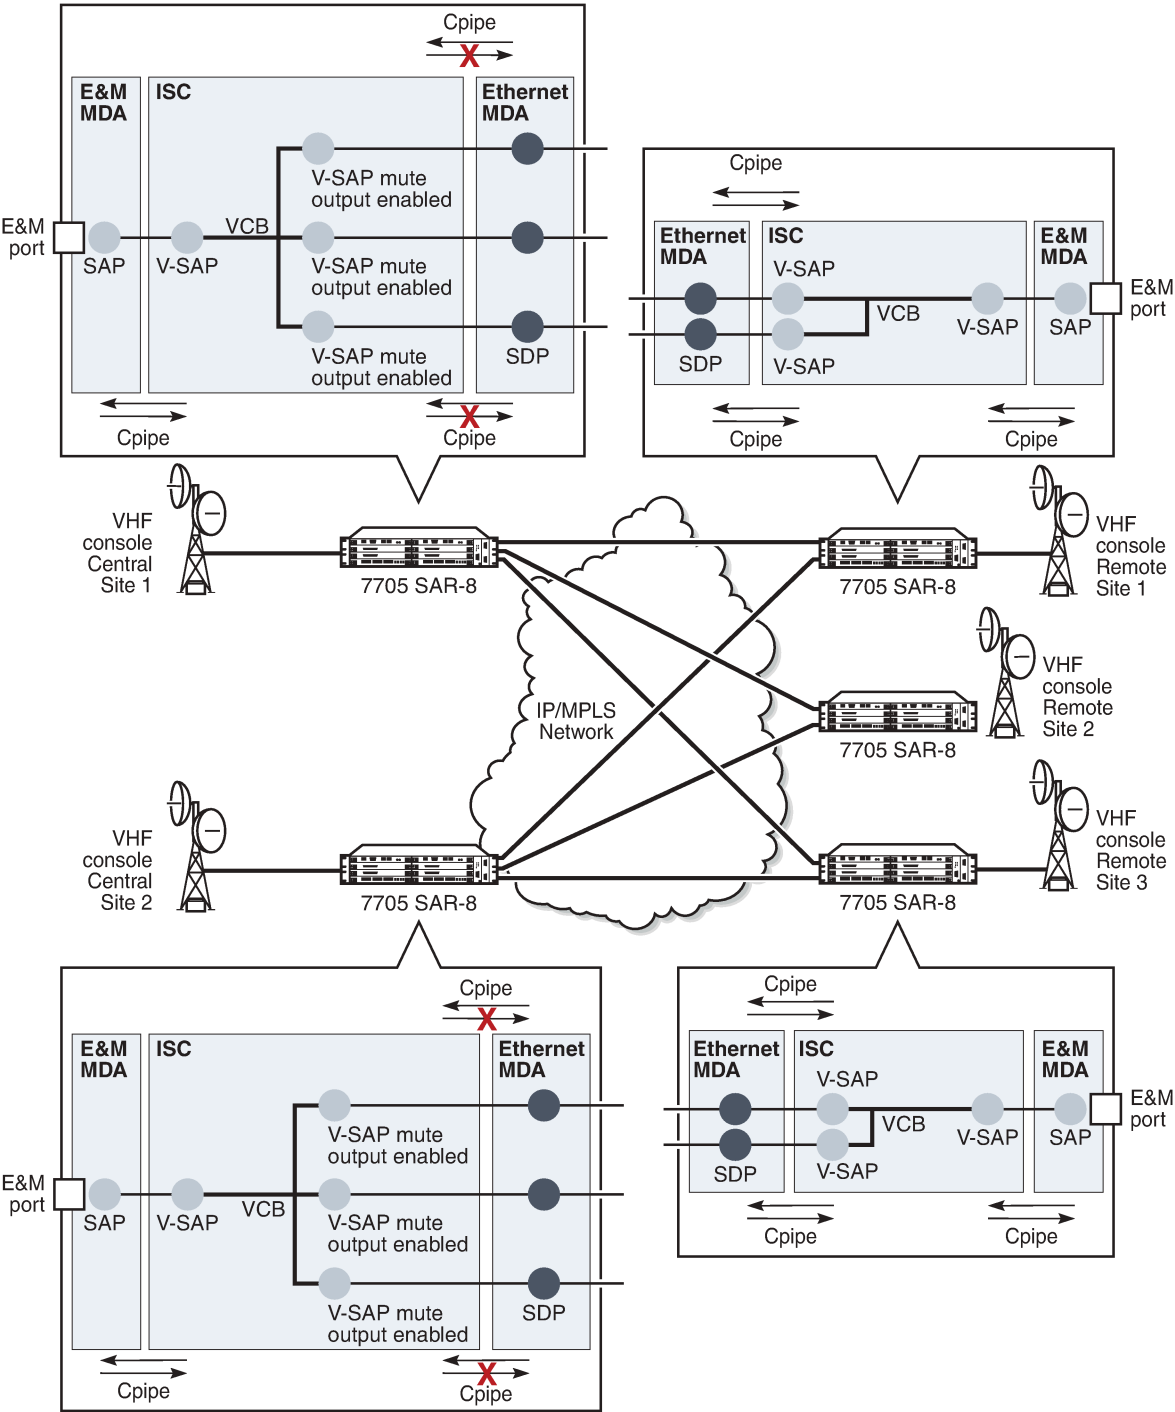 Cpipe
E&M
MDA
ISC
Ethernet
MDA
V-SAP mute
output enabled
E&M
port
VCB
SAP
V-SAP
V-SAP mute
output enabled
V-SAP mute
output enabled
SDP
Cpipe
Cpipe
Cpipe
Ethernet
MDA
ISC
E&M
MDA
V-SAP
VCB
V-SAP
SAP
E&M
port
SDP
V-SAP
Cpipe
Cpipe
VHF
console
Central
Site 1
7705 SAR-8
7705 SAR-8
VHF
console
Remote
Site 1
IP/MPLS
Network
7705 SAR-8
VHF
console
Remote
Site 2
VHF
console
Central
Site 2
7705 SAR-8
7705 SAR-8
VHF
console
Remote
Site 3
Cpipe
E&M
MDA
ISC
Ethernet
MDA
V-SAP mute
output enabled
E&M
port
SAP
V-SAP
VCB
V-SAP mute
output enabled
V-SAP mute
output enabled
SDP
Cpipe
Cpipe
Cpipe
Ethernet
MDA
ISC
E&M
MDA
V-SAP
VCB
V-SAP
SAP
E&M
port
SDP
V-SAP
Cpipe
Cpipe